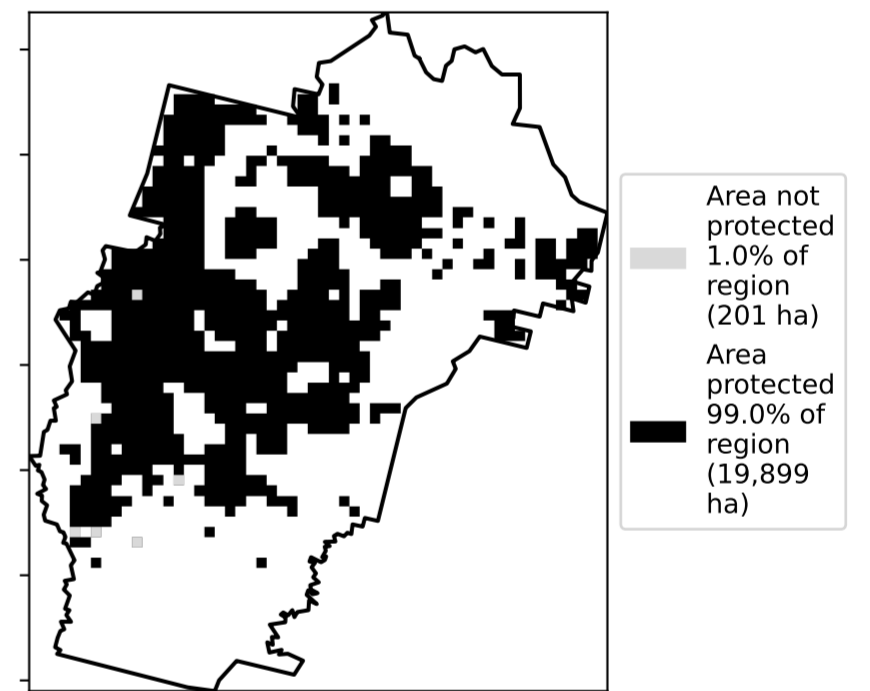 Area not
protected
1.0% of
region
(201 ha)
Area
protected
99.0% of
region
(19,899
ha)